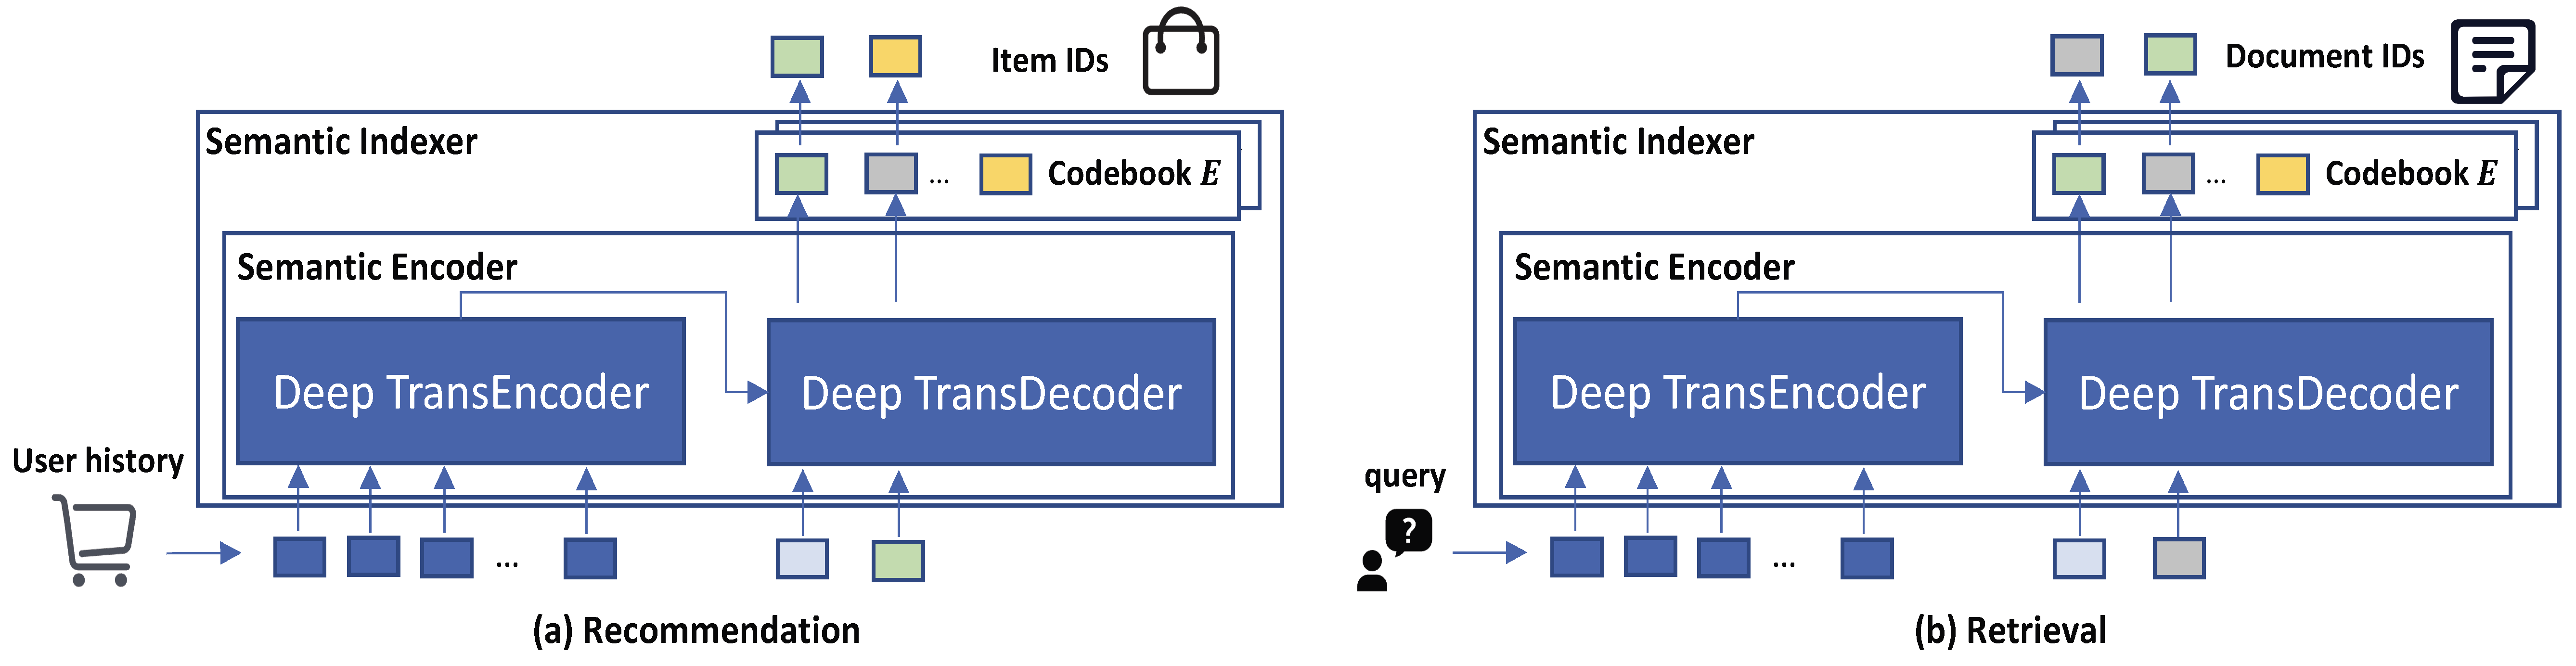 Item IDs
Semantic Indexer
... Codebook E
Semantic Encoder
Deep TransEncoder
Deep TransDecoder
User history
...
(a) Recommendation
Document IDs
Semantic Indexer
... Codebook E
Semantic Encoder
Deep TransEncoder
Deep TransDecoder
query
?
...
(b) Retrieval